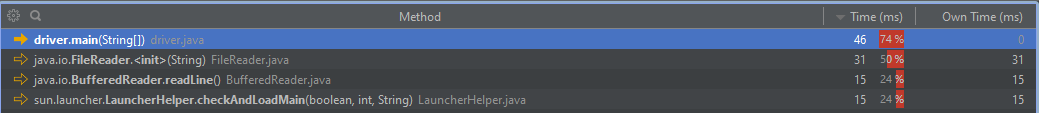 Method Time (ms) Own Time (ms)
driver.main(String[]) driver.java 46 74 % 0
java.io.FileReader.<init>(String) FileReader.java 31 50 % 31
java.io.BufferedReader.readLine() BufferedReader.java 15 24 % 15
sun.launcher.LauncherHelper.checkAndLoadMain(boolean, int, String) LauncherHelper.java 15 24 % 15